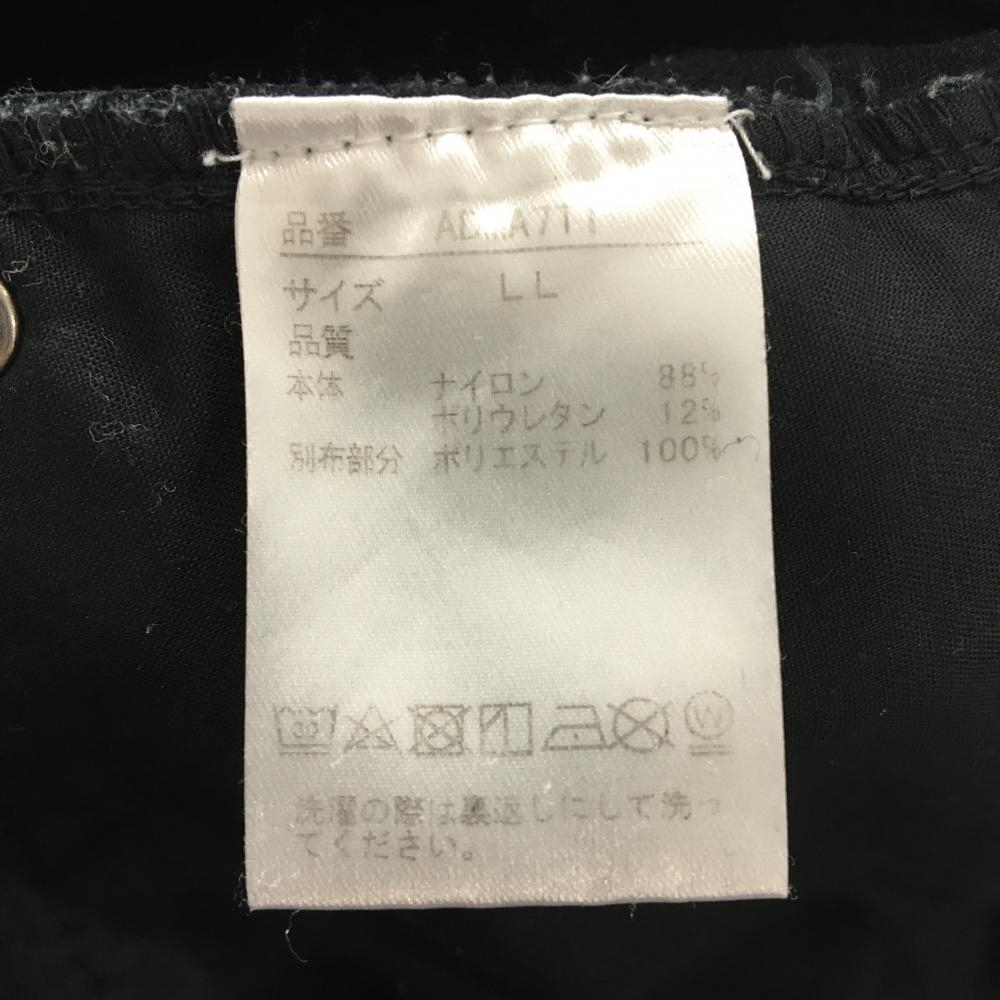 品番
サイズ LL
品質
本体 ナイロン 88%
ポリウレタン 12%
別布部分 ポリエステル 100%
30
W
洗濯の際は裏返しにして洗っ
てください。